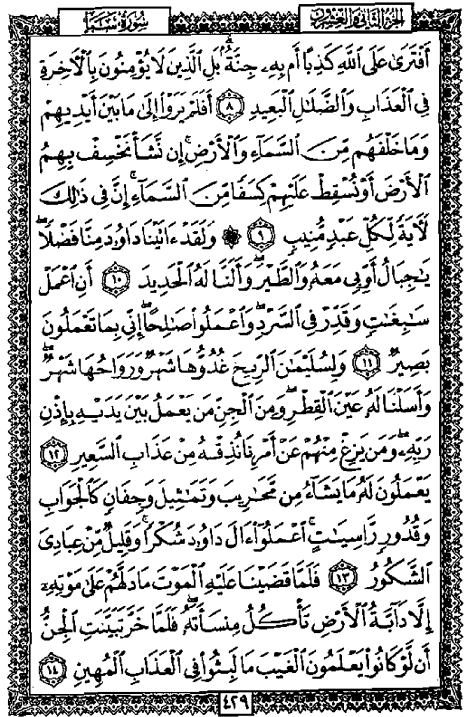 الجزء الثاني والعشرون
سورة سبإ
أَفْتَرَىٰ عَلَى ٱللَّهِ كَذِبًا أَم بِهِۦ جِنَّةٌۢ بَلِ ٱلَّذِينَ لَا يُؤْمِنُونَ بِٱلْءَاخِرَةِ
فِى ٱلْعَذَابِ وَٱلضَّلَٰلِ ٱلْبَعِيدِ ٨ أَفَلَمْ يَرَوْا۟ إِلَىٰ مَا بَيْنَ أَيْدِيهِمْ
وَمَا خَلْفَهُم مِّنَ ٱلسَّمَآءِ وَٱلْأَرْضِ ۚ إِن نَّشَأْ نَخْسِفْ بِهِمُ
ٱلْأَرْضَ أَوْ نُسْقِطْ عَلَيْهِمْ كِسَفًا مِّنَ ٱلسَّمَآءِ ۚ إِنَّ فِى ذَٰلِكَ
لَءَايَةً لِّكُلِّ عَبْدٍ مُّنِيبٍ ٩ ۞ وَلَقَدْ ءَاتَيْنَا دَاوُۥدَ مِنَّا فَضْلًا ۖ
يَٰجِبَالُ أَوِّبِى مَعَهُۥ وَٱلطَّيْرَ ۖ وَأَلَنَّا لَهُ ٱلْحَدِيدَ ١٠ أَنِ ٱعْمَلْ
سَٰبِغَٰتٍ وَقَدِّرْ فِى ٱلسَّرْدِ ۖ وَٱعْمَلُوا۟ صَٰلِحًا ۖ إِنِّى بِمَا تَعْمَلُونَ
بَصِيرٌ ١١ وَلِسُلَيْمَٰنَ ٱلرِّيحَ غُدُوُّهَا شَهْرٌ وَرَوَاحُهَا شَهْرٌ ۖ
وَأَسَلْنَا لَهُۥ عَيْنَ ٱلْقِطْرِ ۖ وَمِنَ ٱلْجِنِّ مَن يَعْمَلُ بَيْنَ يَدَيْهِ بِإِذْنِ
رَبِّهِۦ ۖ وَمَن يَزِغْ مِنْهُمْ عَنْ أَمْرِنَا نُذِقْهُ مِنْ عَذَابِ ٱلسَّعِيرِ ١٢
يَعْمَلُونَ لَهُۥ مَا يَشَآءُ مِن مَّحَٰرِيبَ وَتَمَٰثِيلَ وَجِفَانٍ كَٱلْجَوَابِ
وَقُدُورٍ رَّاسِيَٰتٍ ۚ ٱعْمَلُوٓا۟ ءَالَ دَاوُۥدَ شُكْرًا ۚ وَقَلِيلٌ مِّنْ عِبَادِىَ
ٱلشَّكُورُ ١٣ فَلَمَّا قَضَيْنَا عَلَيْهِ ٱلْمَوْتَ مَا دَلَّهُمْ عَلَىٰ مَوْتِهِۦٓ
إِلَّا دَآبَّةُ ٱلْأَرْضِ تَأْكُلُ مِنسَأَتَهُۥ ۖ فَلَمَّا خَرَّ تَبَيَّنَتِ ٱلْجِنُّ
أَن لَّوْ كَانُوا۟ يَعْلَمُونَ ٱلْغَيْبَ مَا لَبِثُوا۟ فِى ٱلْعَذَابِ ٱلْمُهِينِ ١٤
٤٢٩